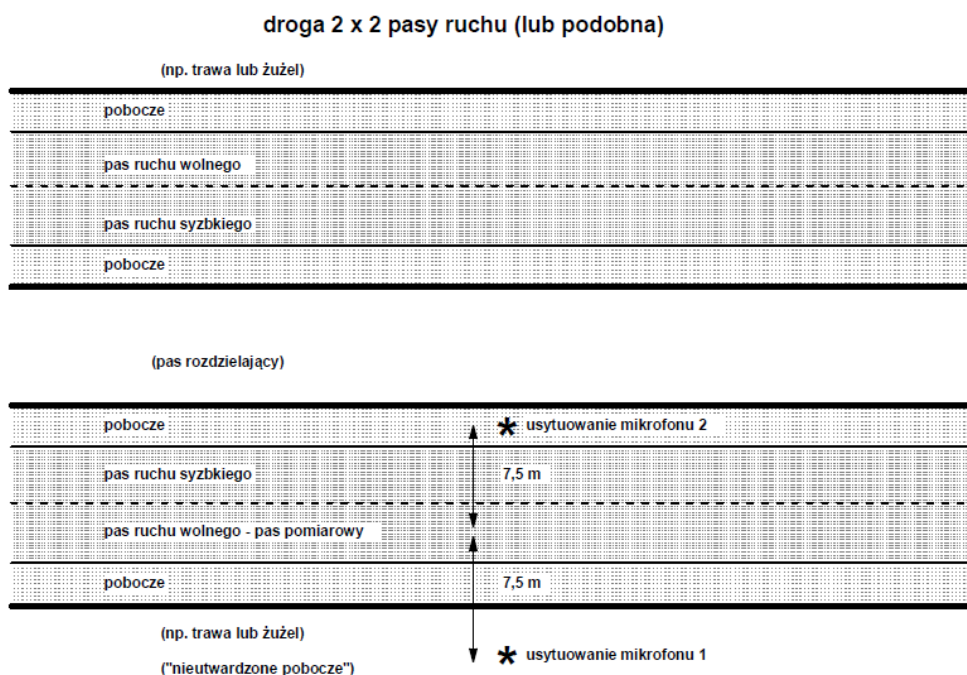 droga 2 x 2 pasy ruchu (lub podobna)
(np. trawa lub żużel)
pobocze
pas ruchu wolnego
pas ruchu syzbkiego
pobocze
(pas rozdzielający)
pobocze
* usytuowanie mikrofonu 2
pas ruchu syzbkiego
7,5 m
pas ruchu wolnego - pas pomiarowy
pobocze
7,5 m
(np. trawa lub żużel)
* usytuowanie mikrofonu 1
("nieutwardzone pobocze")